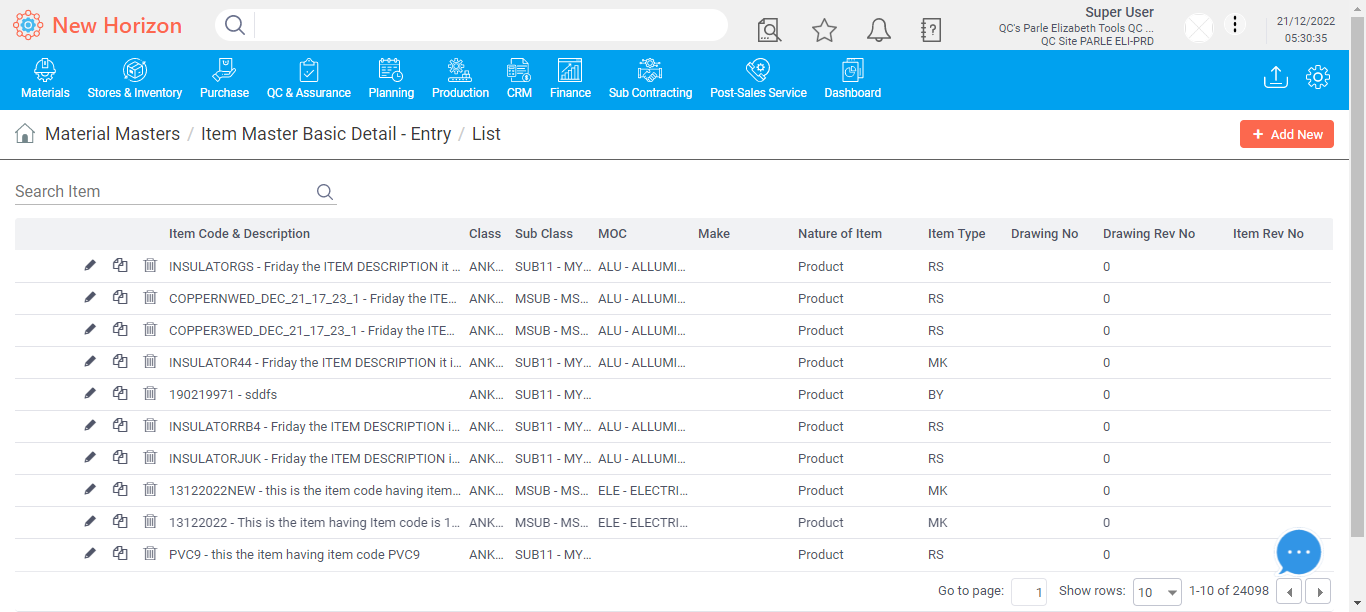 New Horizon
Super User
QC's Parle Elizabeth Tools QC ...
QC Site PARLE ELI-PRD
21/12/2022
05:30:35
Materials Stores & Inventory Purchase QC & Assurance Planning Production CRM Finance Sub Contracting Post-Sales Service Dashboard
Material Masters / Item Master Basic Detail - Entry / List
+ Add New
Search Item
Item Code & Description Class Sub Class MOC Make Nature of Item Item Type Drawing No Drawing Rev No Item Rev No
INSULATORGS - Friday the ITEM DESCRIPTION it ... ANK... SUB11 - MY... ALU - ALLUMI... Product RS 0
COPPERNWED_DEC_21_17_23_1 - Friday the ITE... ANK... MSUB - MS... ALU - ALLUMI... Product RS 0
COPPER3WED_DEC_21_17_23_1 - Friday the ITE... ANK... MSUB - MS... ALU - ALLUMI... Product RS 0
INSULATOR44 - Friday the ITEM DESCRIPTION it i... ANK... SUB11 - MY... ALU - ALLUMI... Product MK 0
190219971 - sddfs ANK... SUB11 - MY... Product BY 0
INSULATORRB4 - Friday the ITEM DESCRIPTION i... ANK... SUB11 - MY... ALU - ALLUMI... Product RS 0
INSULATORJUK - Friday the ITEM DESCRIPTION i... ANK... SUB11 - MY... ALU - ALLUMI... Product RS 0
13122022NEW - this is the item code having item... ANK... MSUB - MS... ELE - ELECTRI... Product MK 0
13122022 - This is the item having Item code is 1... ANK... MSUB - MS... ELE - ELECTRI... Product MK 0
PVC9 - this the item having item code PVC9 ANK... SUB11 - MY... Product RS 0
Go to page: 1 Show rows: 10 1-10 of 24098